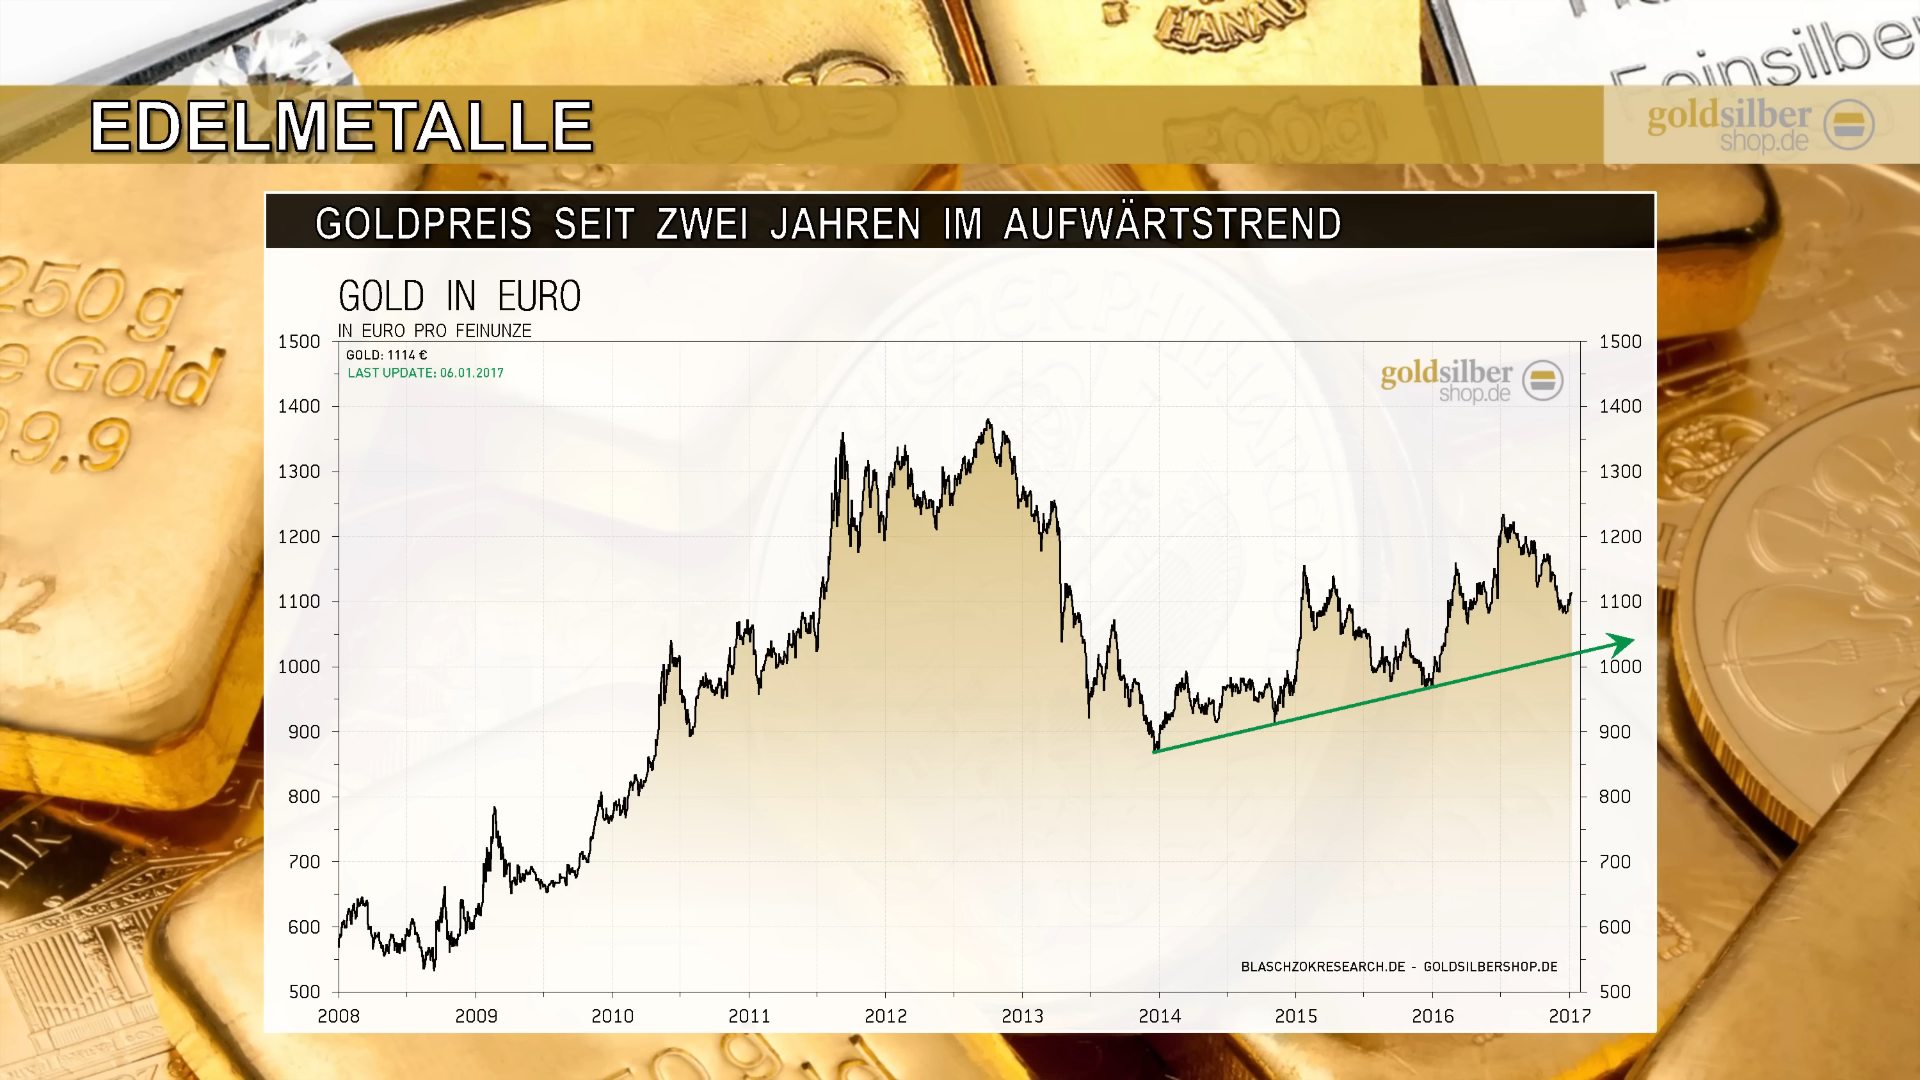 HANAU
Feinsilber
EDELMETALLE
goldsilber
shop.de
500g
GOLDPREIS SEIT ZWEI JAHREN IM AUFWÄRTSTREND
250 g
Gold
GOLD IN EURO
IN EURO PRO FEINUNZE
GOLD: 1114 €
LAST UPDATE: 06.01.2017
goldsilber
shop.de
1500 1500
1400 1400
1300 1300
1200 1200
1100 1100
1000 1000
900 900
800 800
700 700
600 600
500 500
BLASCHZOKRESEARCH.DE - GOLDSILBERSHOP.DE
2008 2009 2010 2011 2012 2013 2014 2015 2016 2017